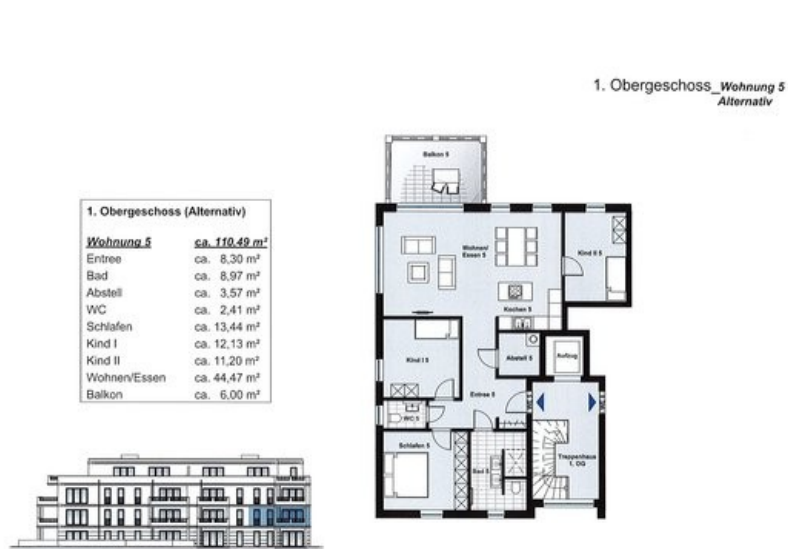 1. Obergeschoss_Wohnung 5
Alternativ
1. Obergeschoss (Alternativ)
Wohnung 5 ca. 110,49 m²
Entree ca. 8,30 m²
Bad ca. 8,97 m²
Abstell ca. 3,57 m²
WC ca. 2,41 m²
Schlafen ca. 13,44 m²
Kind I ca. 12,13 m²
Kind II ca. 11,20 m²
Wohnen/Essen ca. 44,47 m²
Balkon ca. 6,00 m²
Balkon 5
Wohnen/
Essen 5
Kind II 5
Kochen 5
Kind I 5
Abstell 5
Aufzug
Entree 5
WC 5
Schlafen 5
Bad 5
Treppenhaus
1. OG